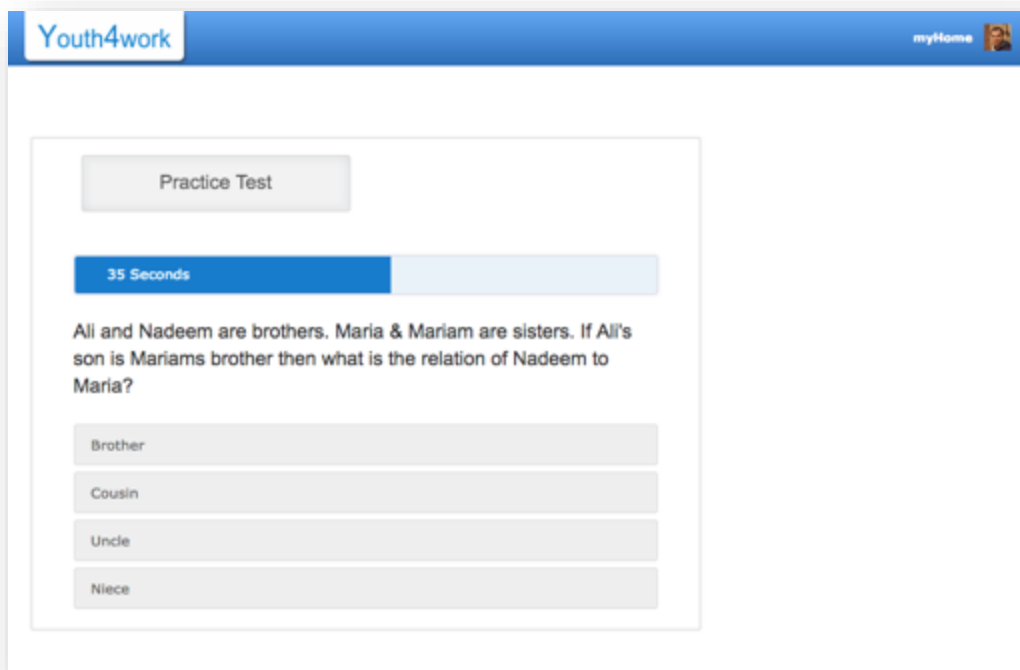 Youth4work
myHome
Practice Test
35 Seconds
Ali and Nadeem are brothers. Maria & Mariam are sisters. If Ali's
son is Mariams brother then what is the relation of Nadeem to
Maria?
Brother
Cousin
Uncle
Niece